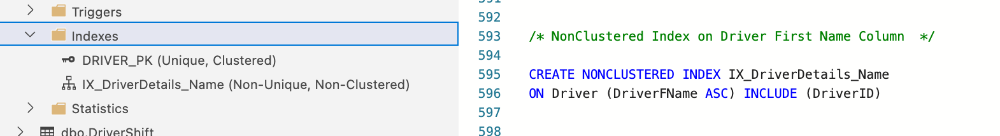 Triggers
Indexes
DRIVER_PK (Unique, Clustered)
IX_DriverDetails_Name (Non-Unique, Non-Clustered)
Statistics
dbo.DriverShift
591
592
593 /* NonClustered Index on Driver First Name Column  */
594
595 CREATE NONCLUSTERED INDEX IX_DriverDetails_Name
596 ON Driver (DriverFName ASC) INCLUDE (DriverID)
597
598